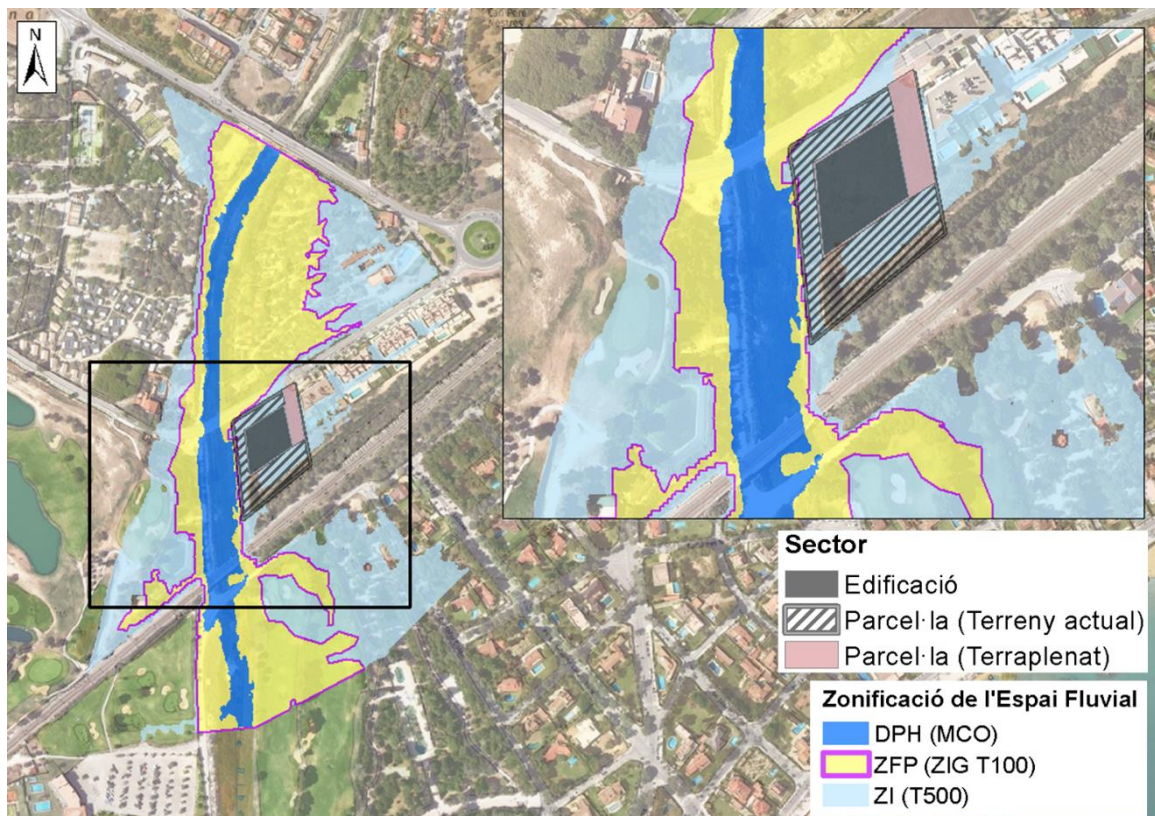 N
Sector
Edificació
Parcel·la (Terreny actual)
Parcel·la (Terraplenat)
Zonificació de l'Espai Fluvial
DPH (MCO)
ZFP (ZIG T100)
ZI (T500)